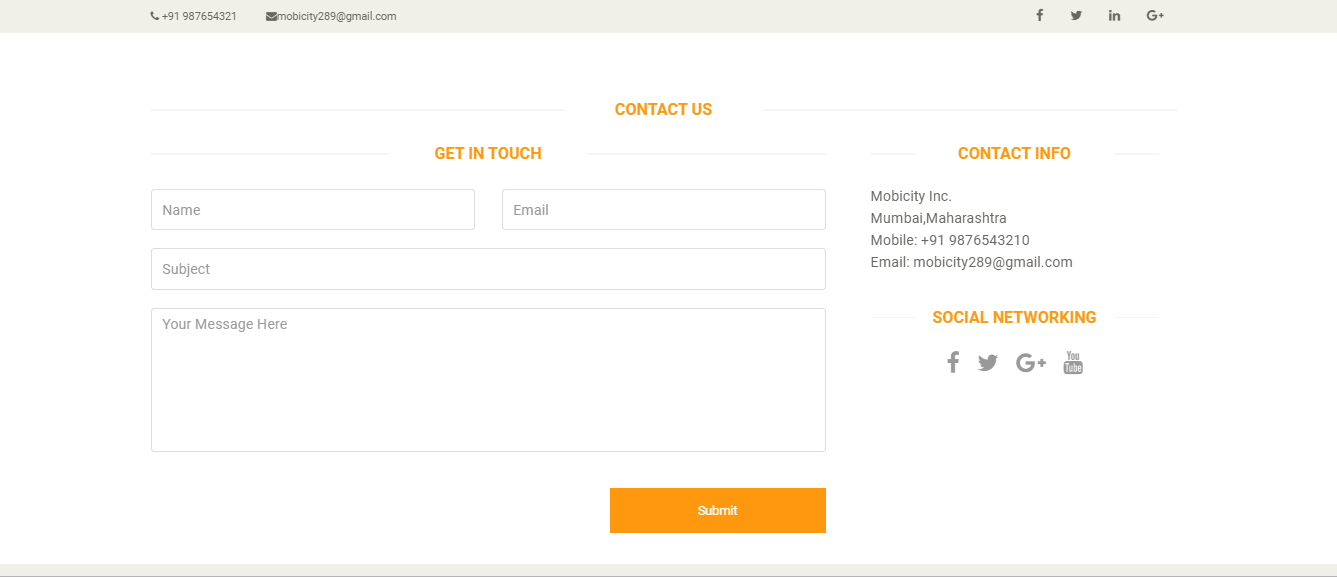 +91 987654321 mobicity289@gmail.com
CONTACT US
GET IN TOUCH
Name Email
Subject
Your Message Here
Submit
CONTACT INFO
Mobicity Inc.
Mumbai,Maharashtra
Mobile: +91 9876543210
Email: mobicity289@gmail.com
SOCIAL NETWORKING
You
Tube